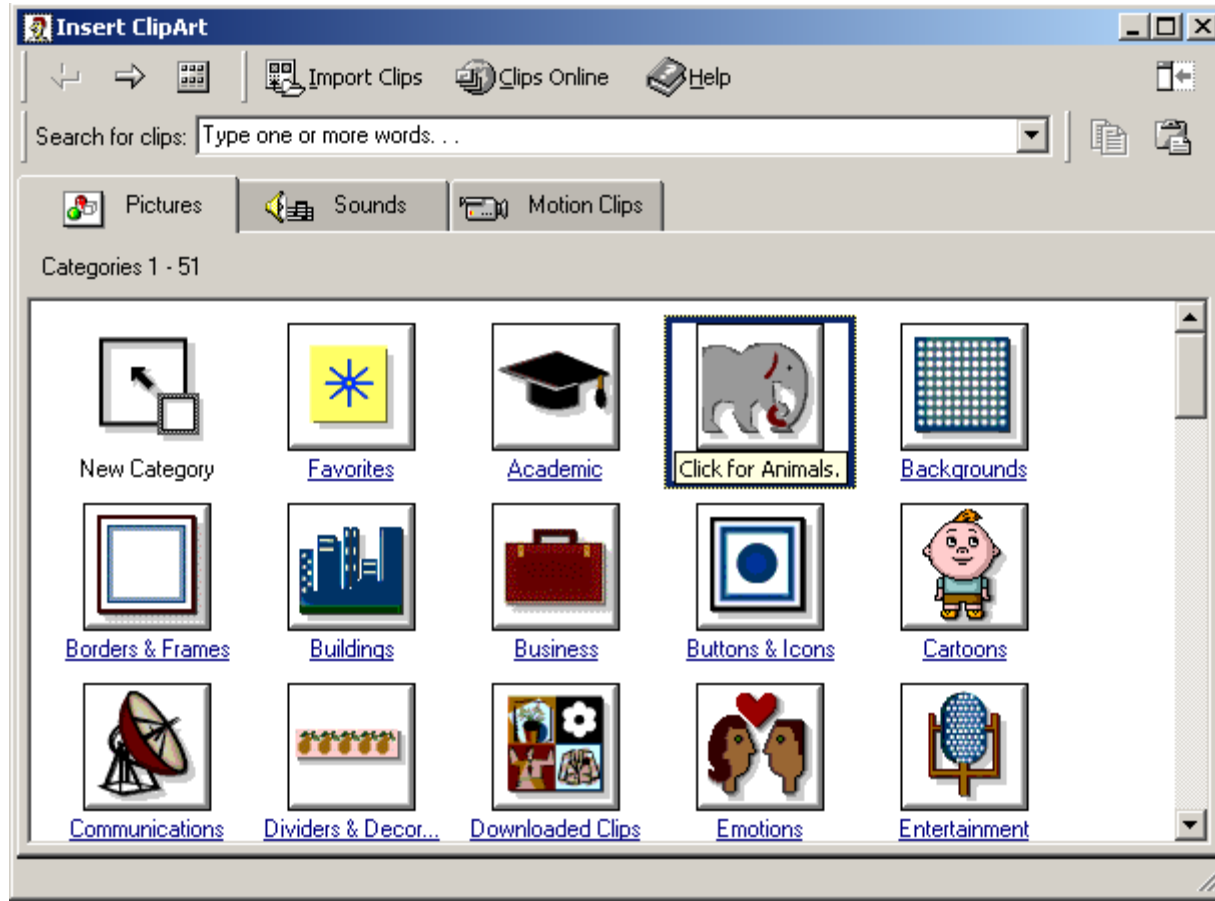 Insert ClipArt
Import Clips Clips Online Help
Search for clips: Type one or more words. . .
Pictures Sounds Motion Clips
Categories 1 - 51
New Category Favorites Academic Click for Animals. Backgrounds
Borders & Frames Buildings Business Buttons & Icons Cartoons
Communications Dividers & Decor... Downloaded Clips Emotions Entertainment